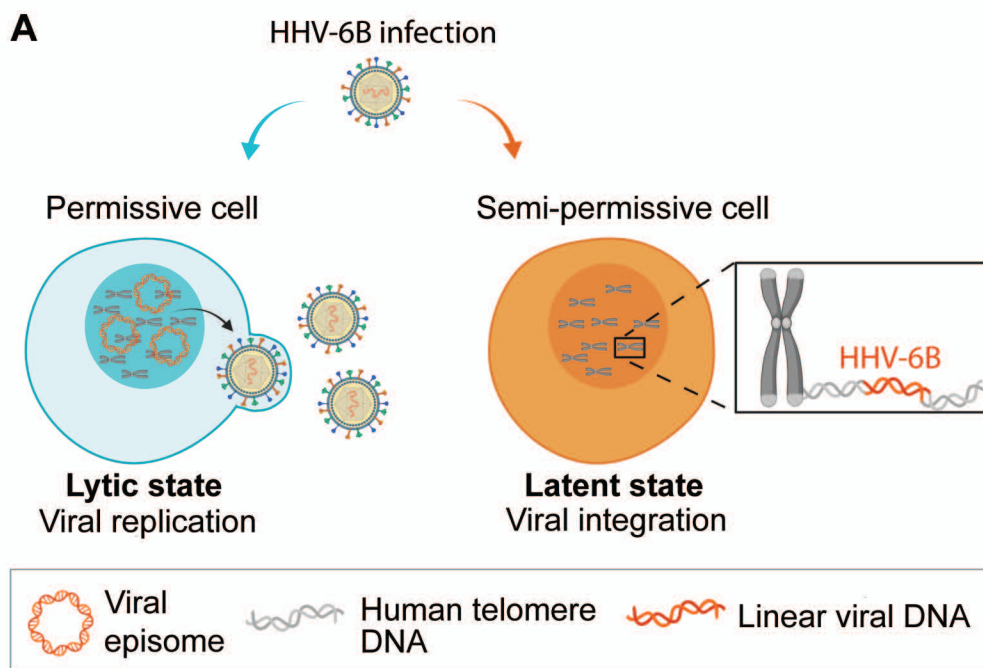 A
HHV-6B infection
Permissive cell
Semi-permissive cell
HHV-6B
Lytic state
Viral replication
Latent state
Viral integration
Viral
episome
Human telomere
DNA
Linear viral DNA